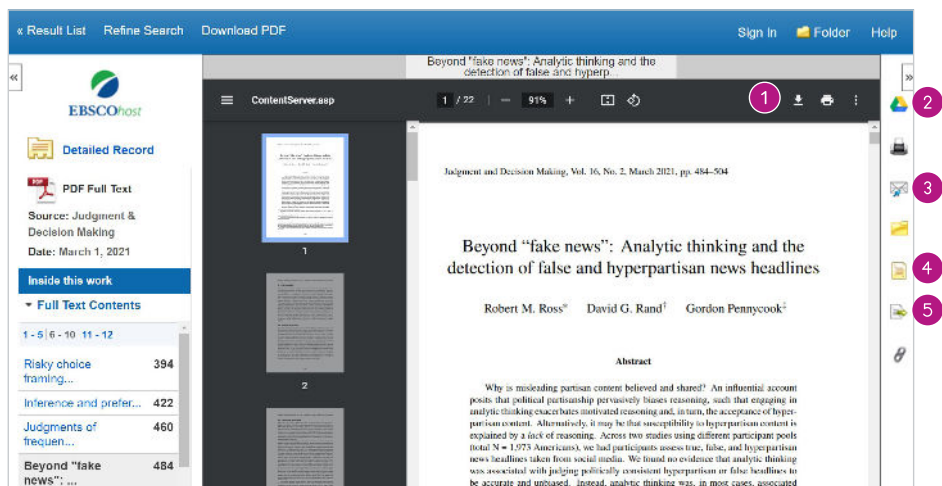 « Result List Refine Search Download PDF Sign In Folder Help
Beyond "fake news": Analytic thinking and the
detection of false and hyperp...
«
»
EBSCOhost
ContentServer.asp 1 / 22 | — 91% +
1
2
3
4
5
Detailed Record
PDF
PDF Full Text
Source: Judgment &
Decision Making
Date: March 1, 2021
Inside this work
Full Text Contents
1 - 5 | 6 - 10 11 - 12
Risky choice 394
framing...
Inference and prefer... 422
Judgments of 460
frequen...
Beyond "fake 484
news": ...
1
2
Judgment and Decision Making, Vol. 16, No. 2, March 2021, pp. 484–504
Beyond “fake news”: Analytic thinking and the
detection of false and hyperpartisan news headlines
Robert M. Ross* David G. Rand† Gordon Pennycook‡
Abstract
Why is misleading partisan content believed and shared? An influential account
posits that political partisanship pervasively biases reasoning, such that engaging in
analytic thinking exacerbates motivated reasoning and, in turn, the acceptance of hyper-
partisan content. Alternatively, it may be that susceptibility to hyperpartisan content is
explained by a lack of reasoning. Across two studies using different participant pools
(total N = 1,973 Americans), we had participants assess true, false, and hyperpartisan
news headlines taken from social media. We found no evidence that analytic thinking
was associated with judging politically consistent hyperpartisan or false headlines to
be accurate and unbiased. Instead, analytic thinking was, in most cases, associated